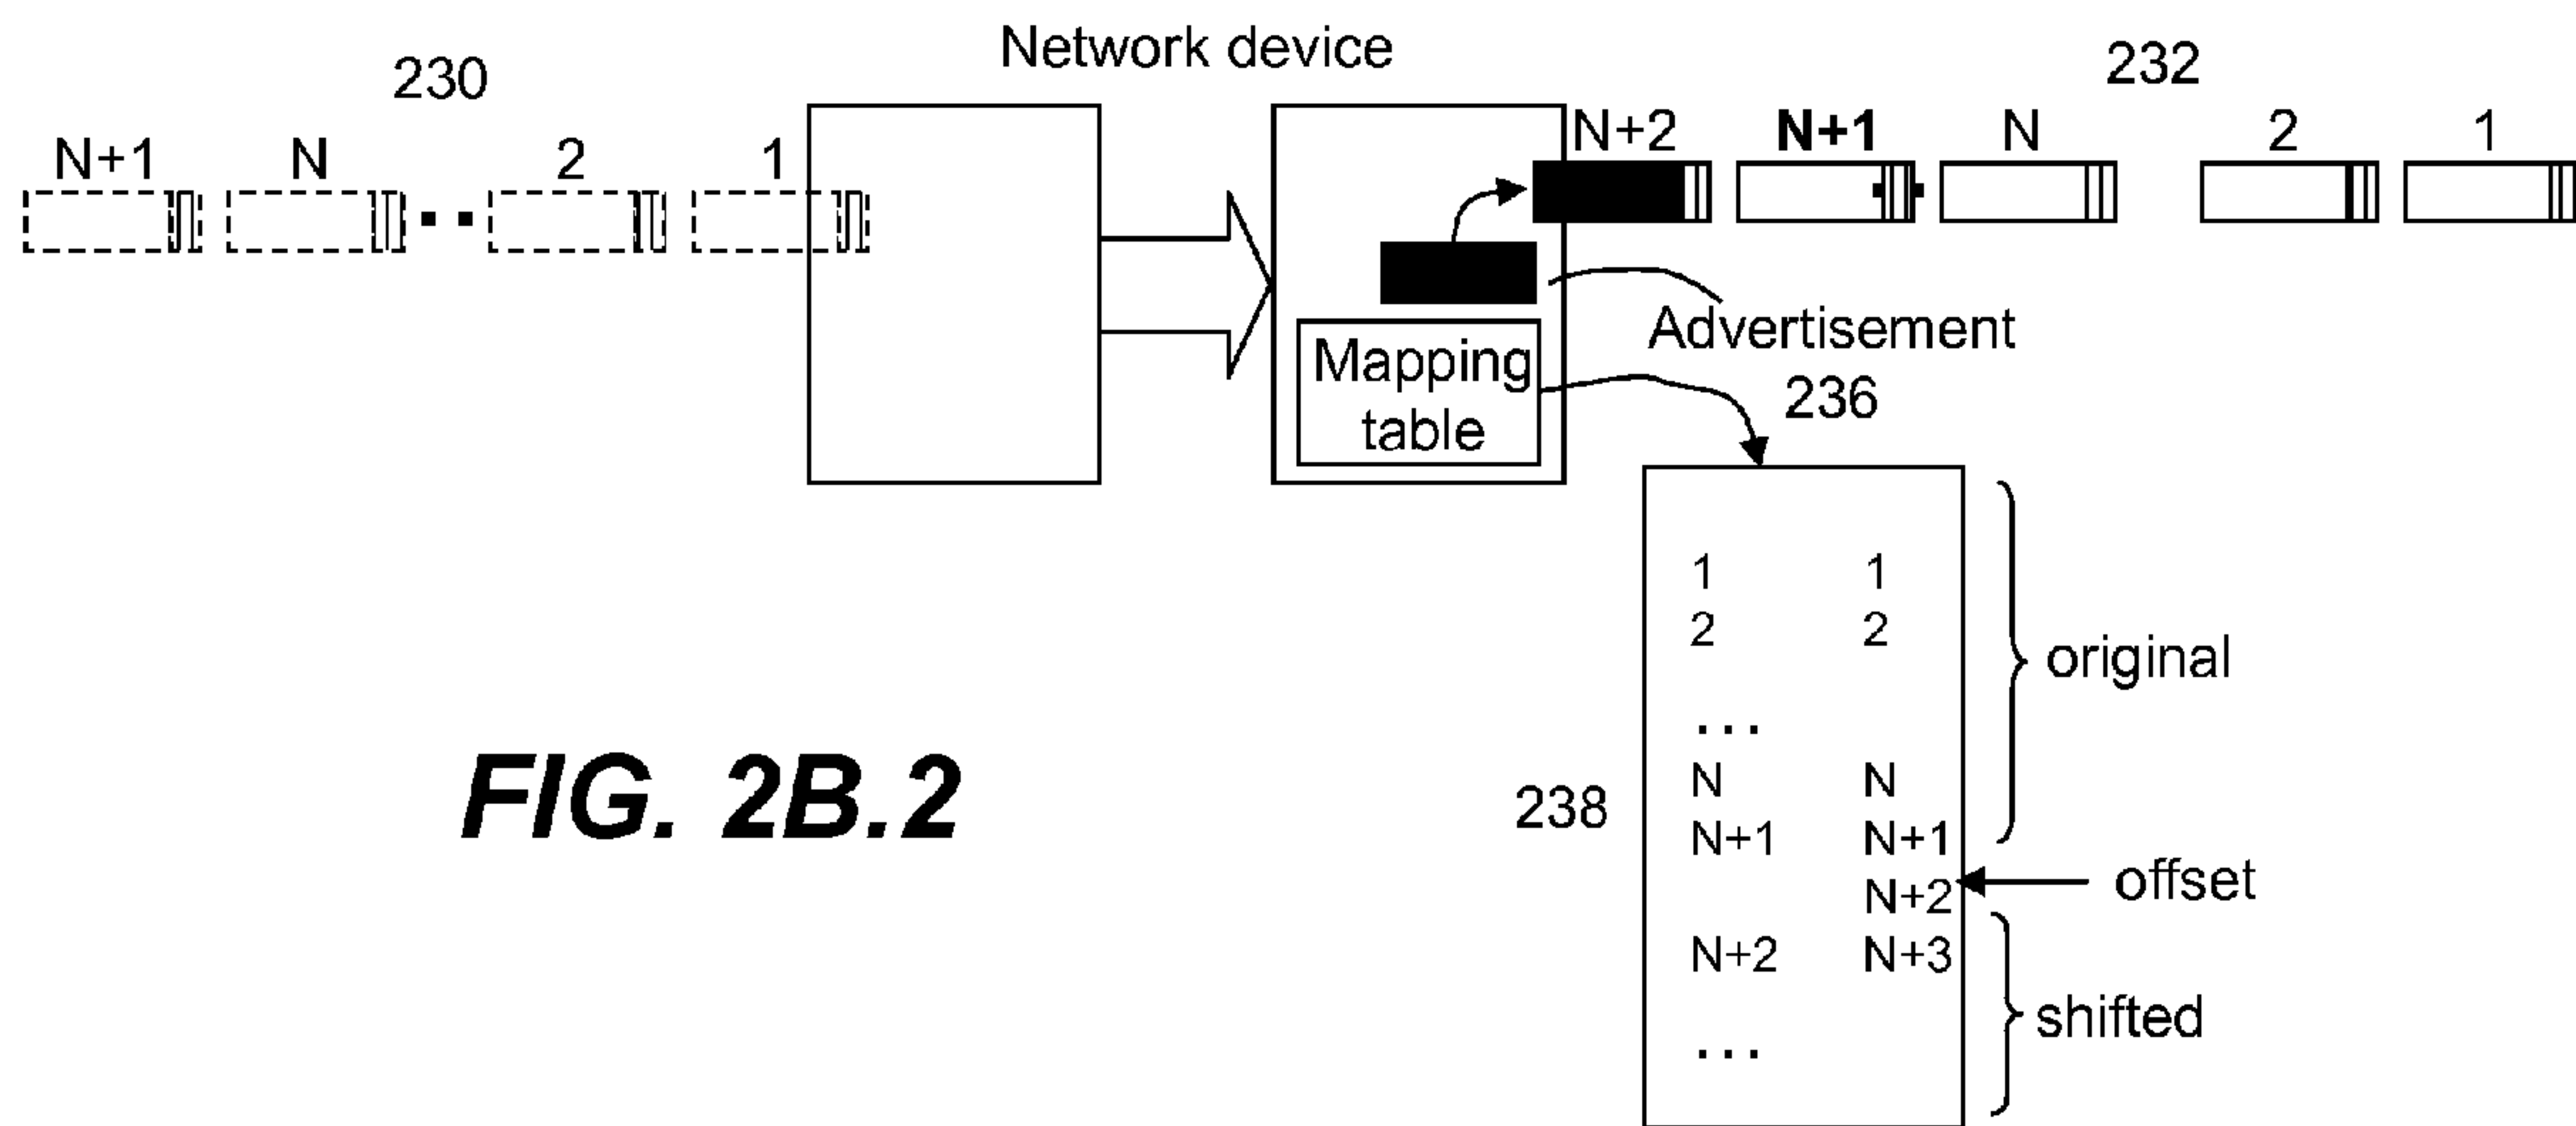 Network device
230
232
N+1 N 2 1
N+2 N+1 N 2 1
Advertisement
236
Mapping
table
1 1
2 2
...
N N
N+1 N+1
N+2
N+2 N+3
...
238
original
offset
shifted
FIG. 2B.2